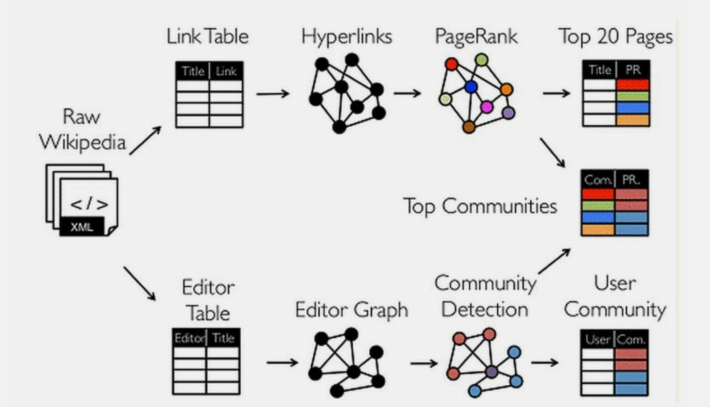 Link Table
Hyperlinks
PageRank
Top 20 Pages
Title Link
Title PR
Raw
Wikipedia
</>
XML
Com. PR..
Top Communities
Editor
Table
Editor Graph
Community
Detection
User
Community
Editor Title
User Com.